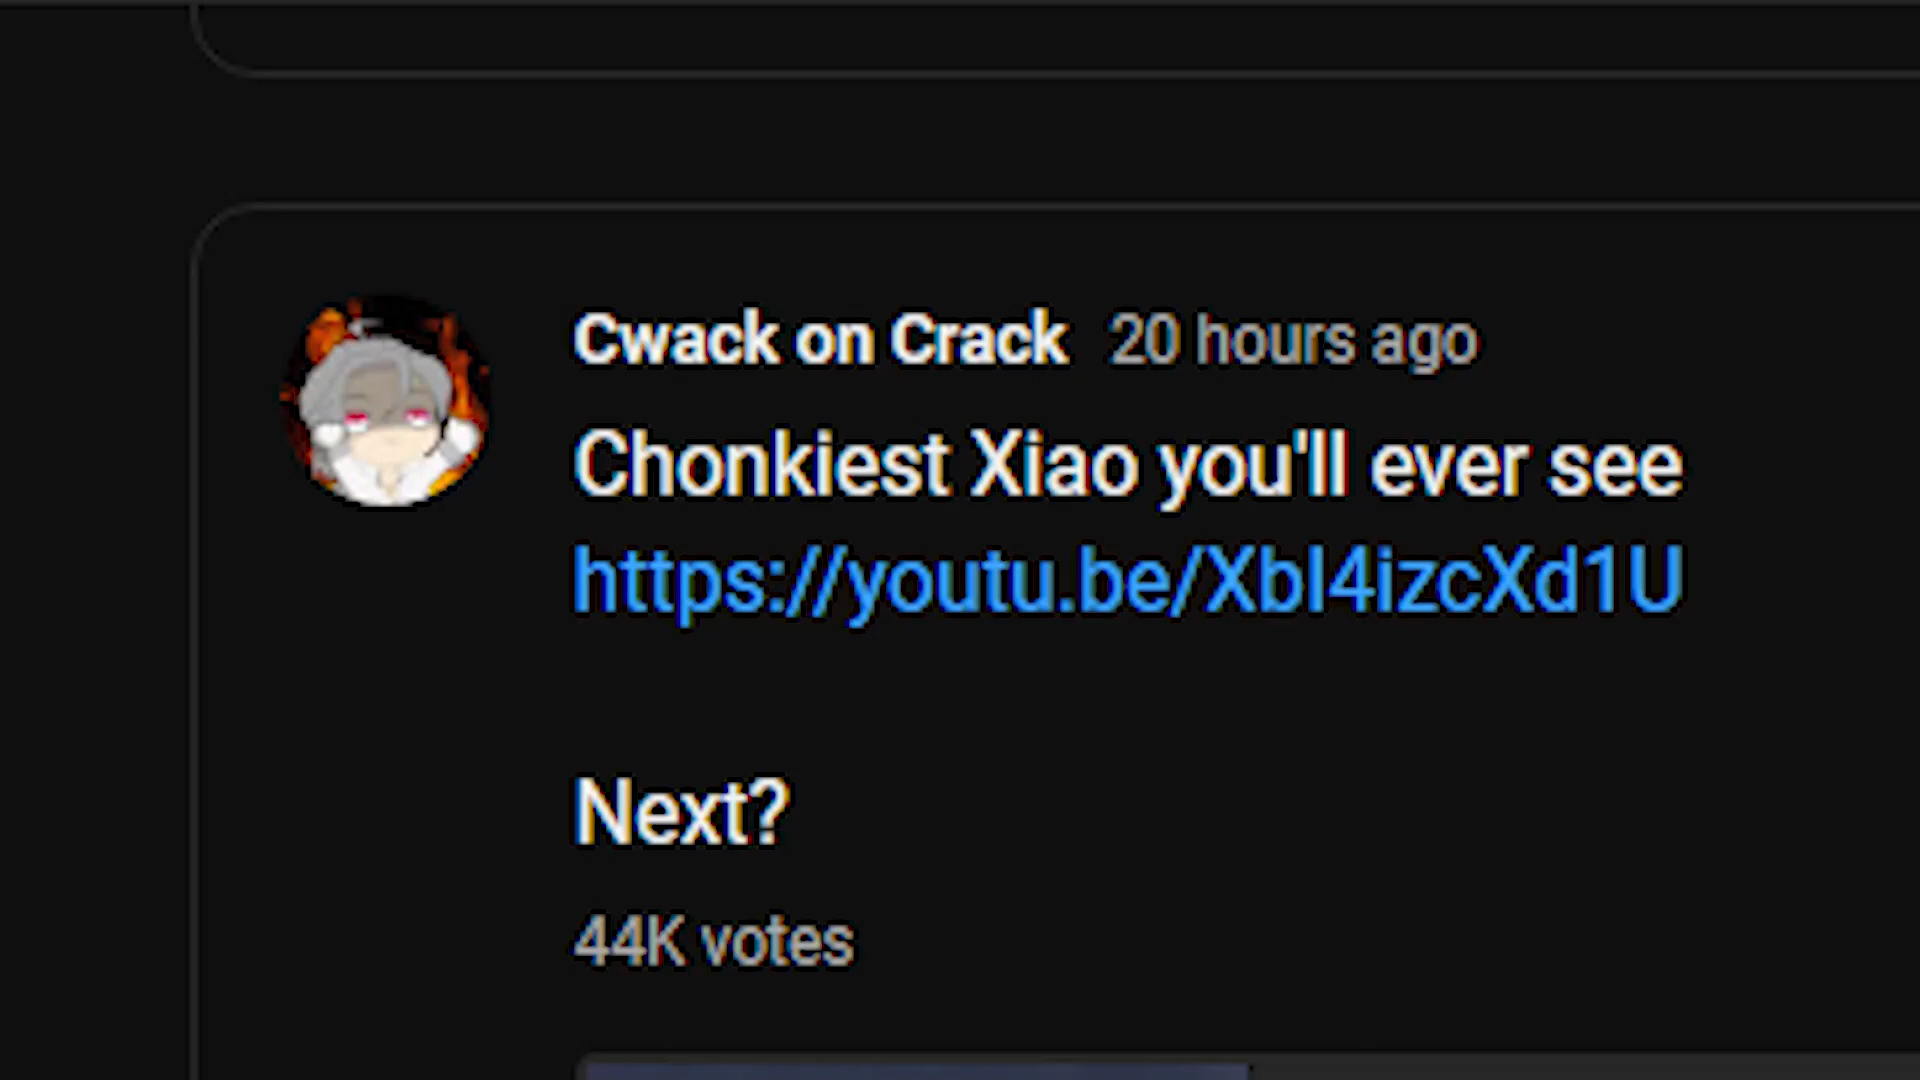 Cwack on Crack 20 hours ago
Chonkiest Xiao you'll ever see
https://youtu.be/XbI4izcXd1U
Next?
44K votes